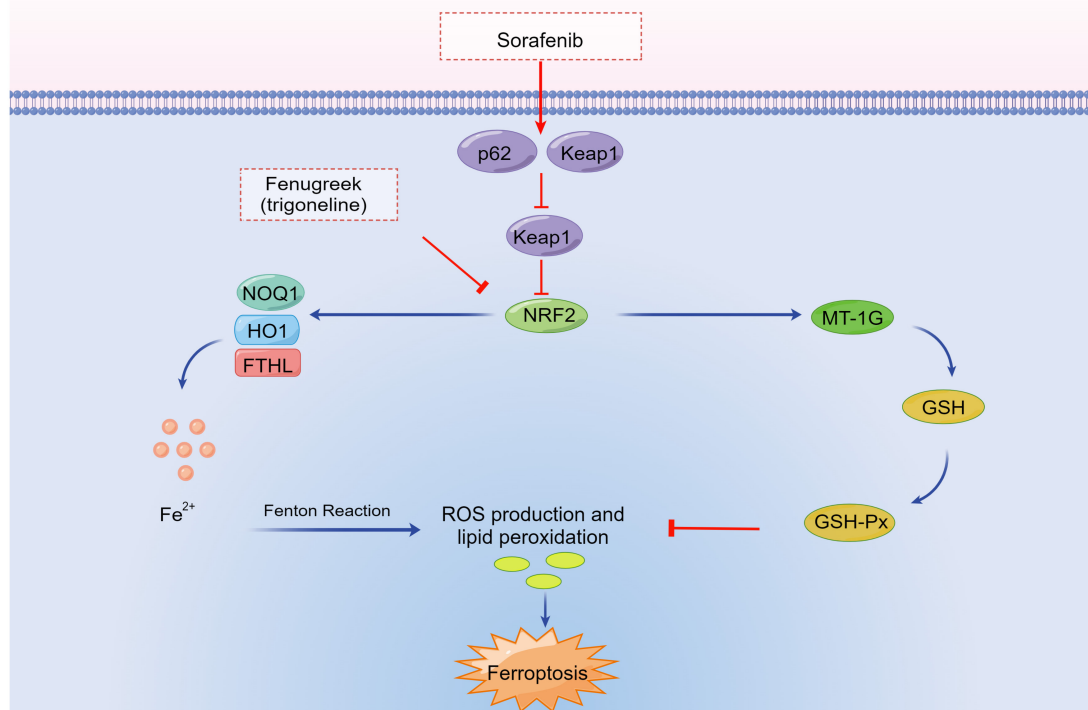 Sorafenib
p62
Keap1
Fenugreek
(trigoneline)
Keap1
NOQ1
HO1
FTHL
NRF2
MT-1G
GSH
Fe²⁺
Fenton Reaction
ROS production and
lipid peroxidation
GSH-Px
Ferroptosis